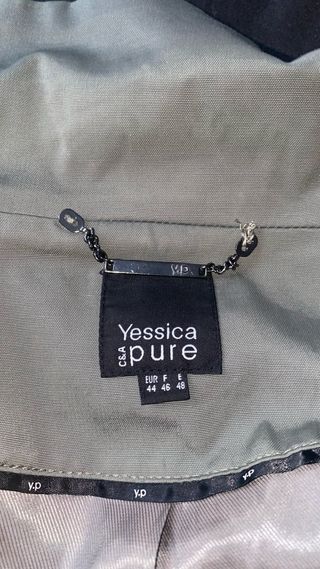 y.p
Yessica
C&A pure
EUR F E
44 46 48
y.p
y.p
y.p